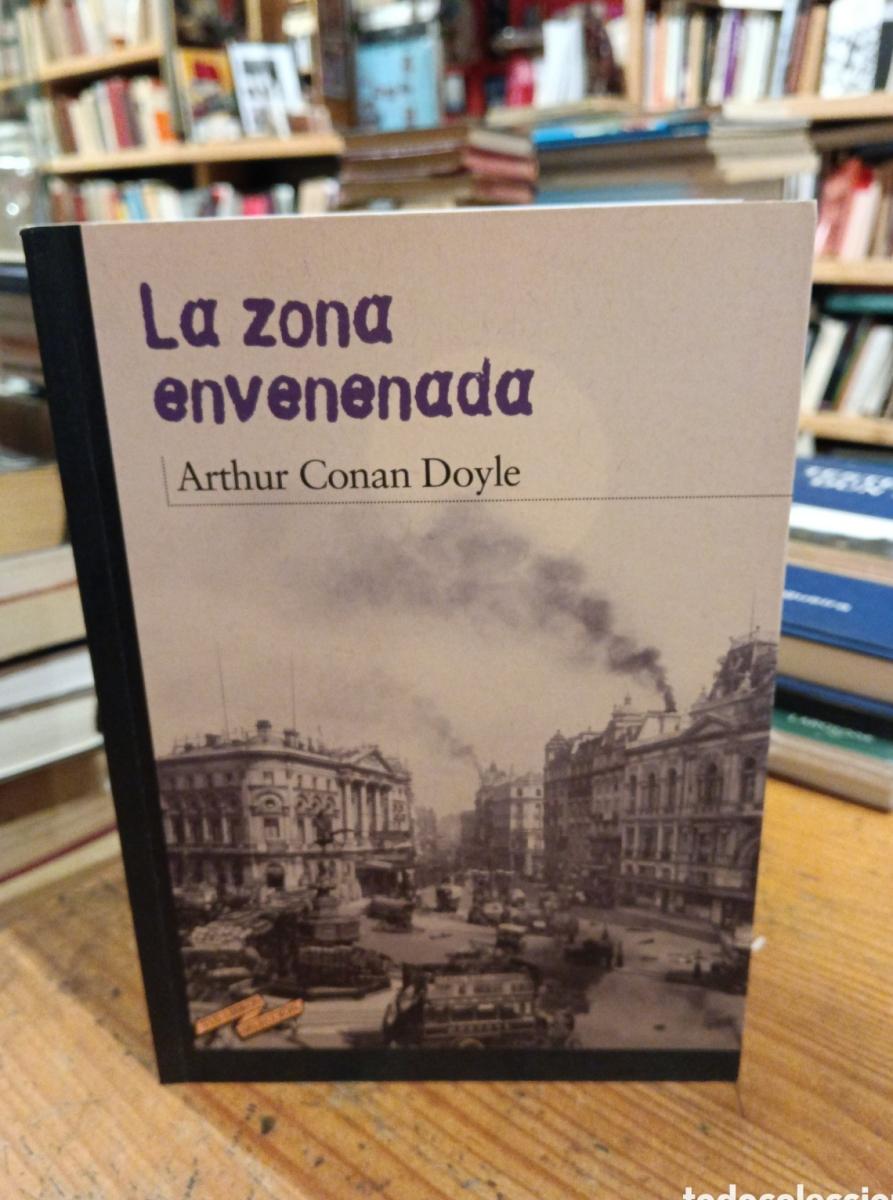 La zona
envenenada
Arthur Conan Doyle